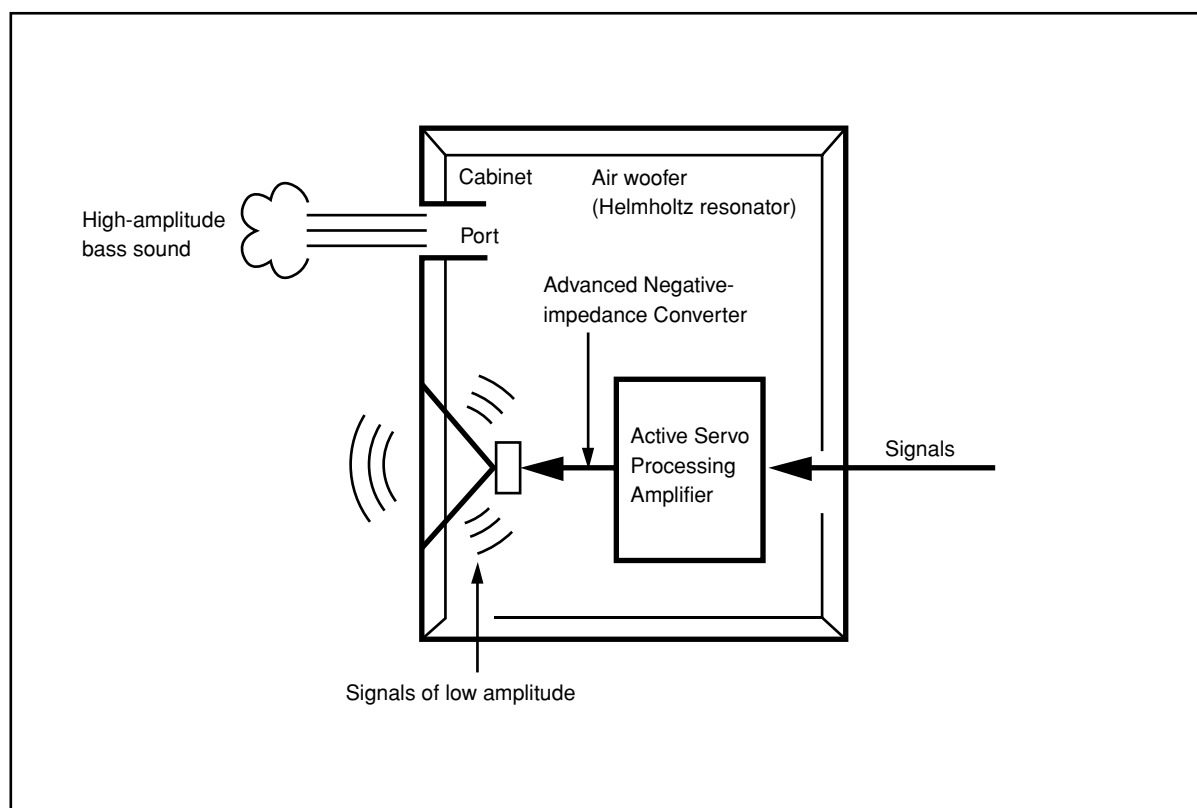 Cabinet
Air woofer
(Helmholtz resonator)
High-amplitude
bass sound
Port
Advanced Negative-
impedance Converter
Active Servo
Processing
Amplifier
Signals
Signals of low amplitude